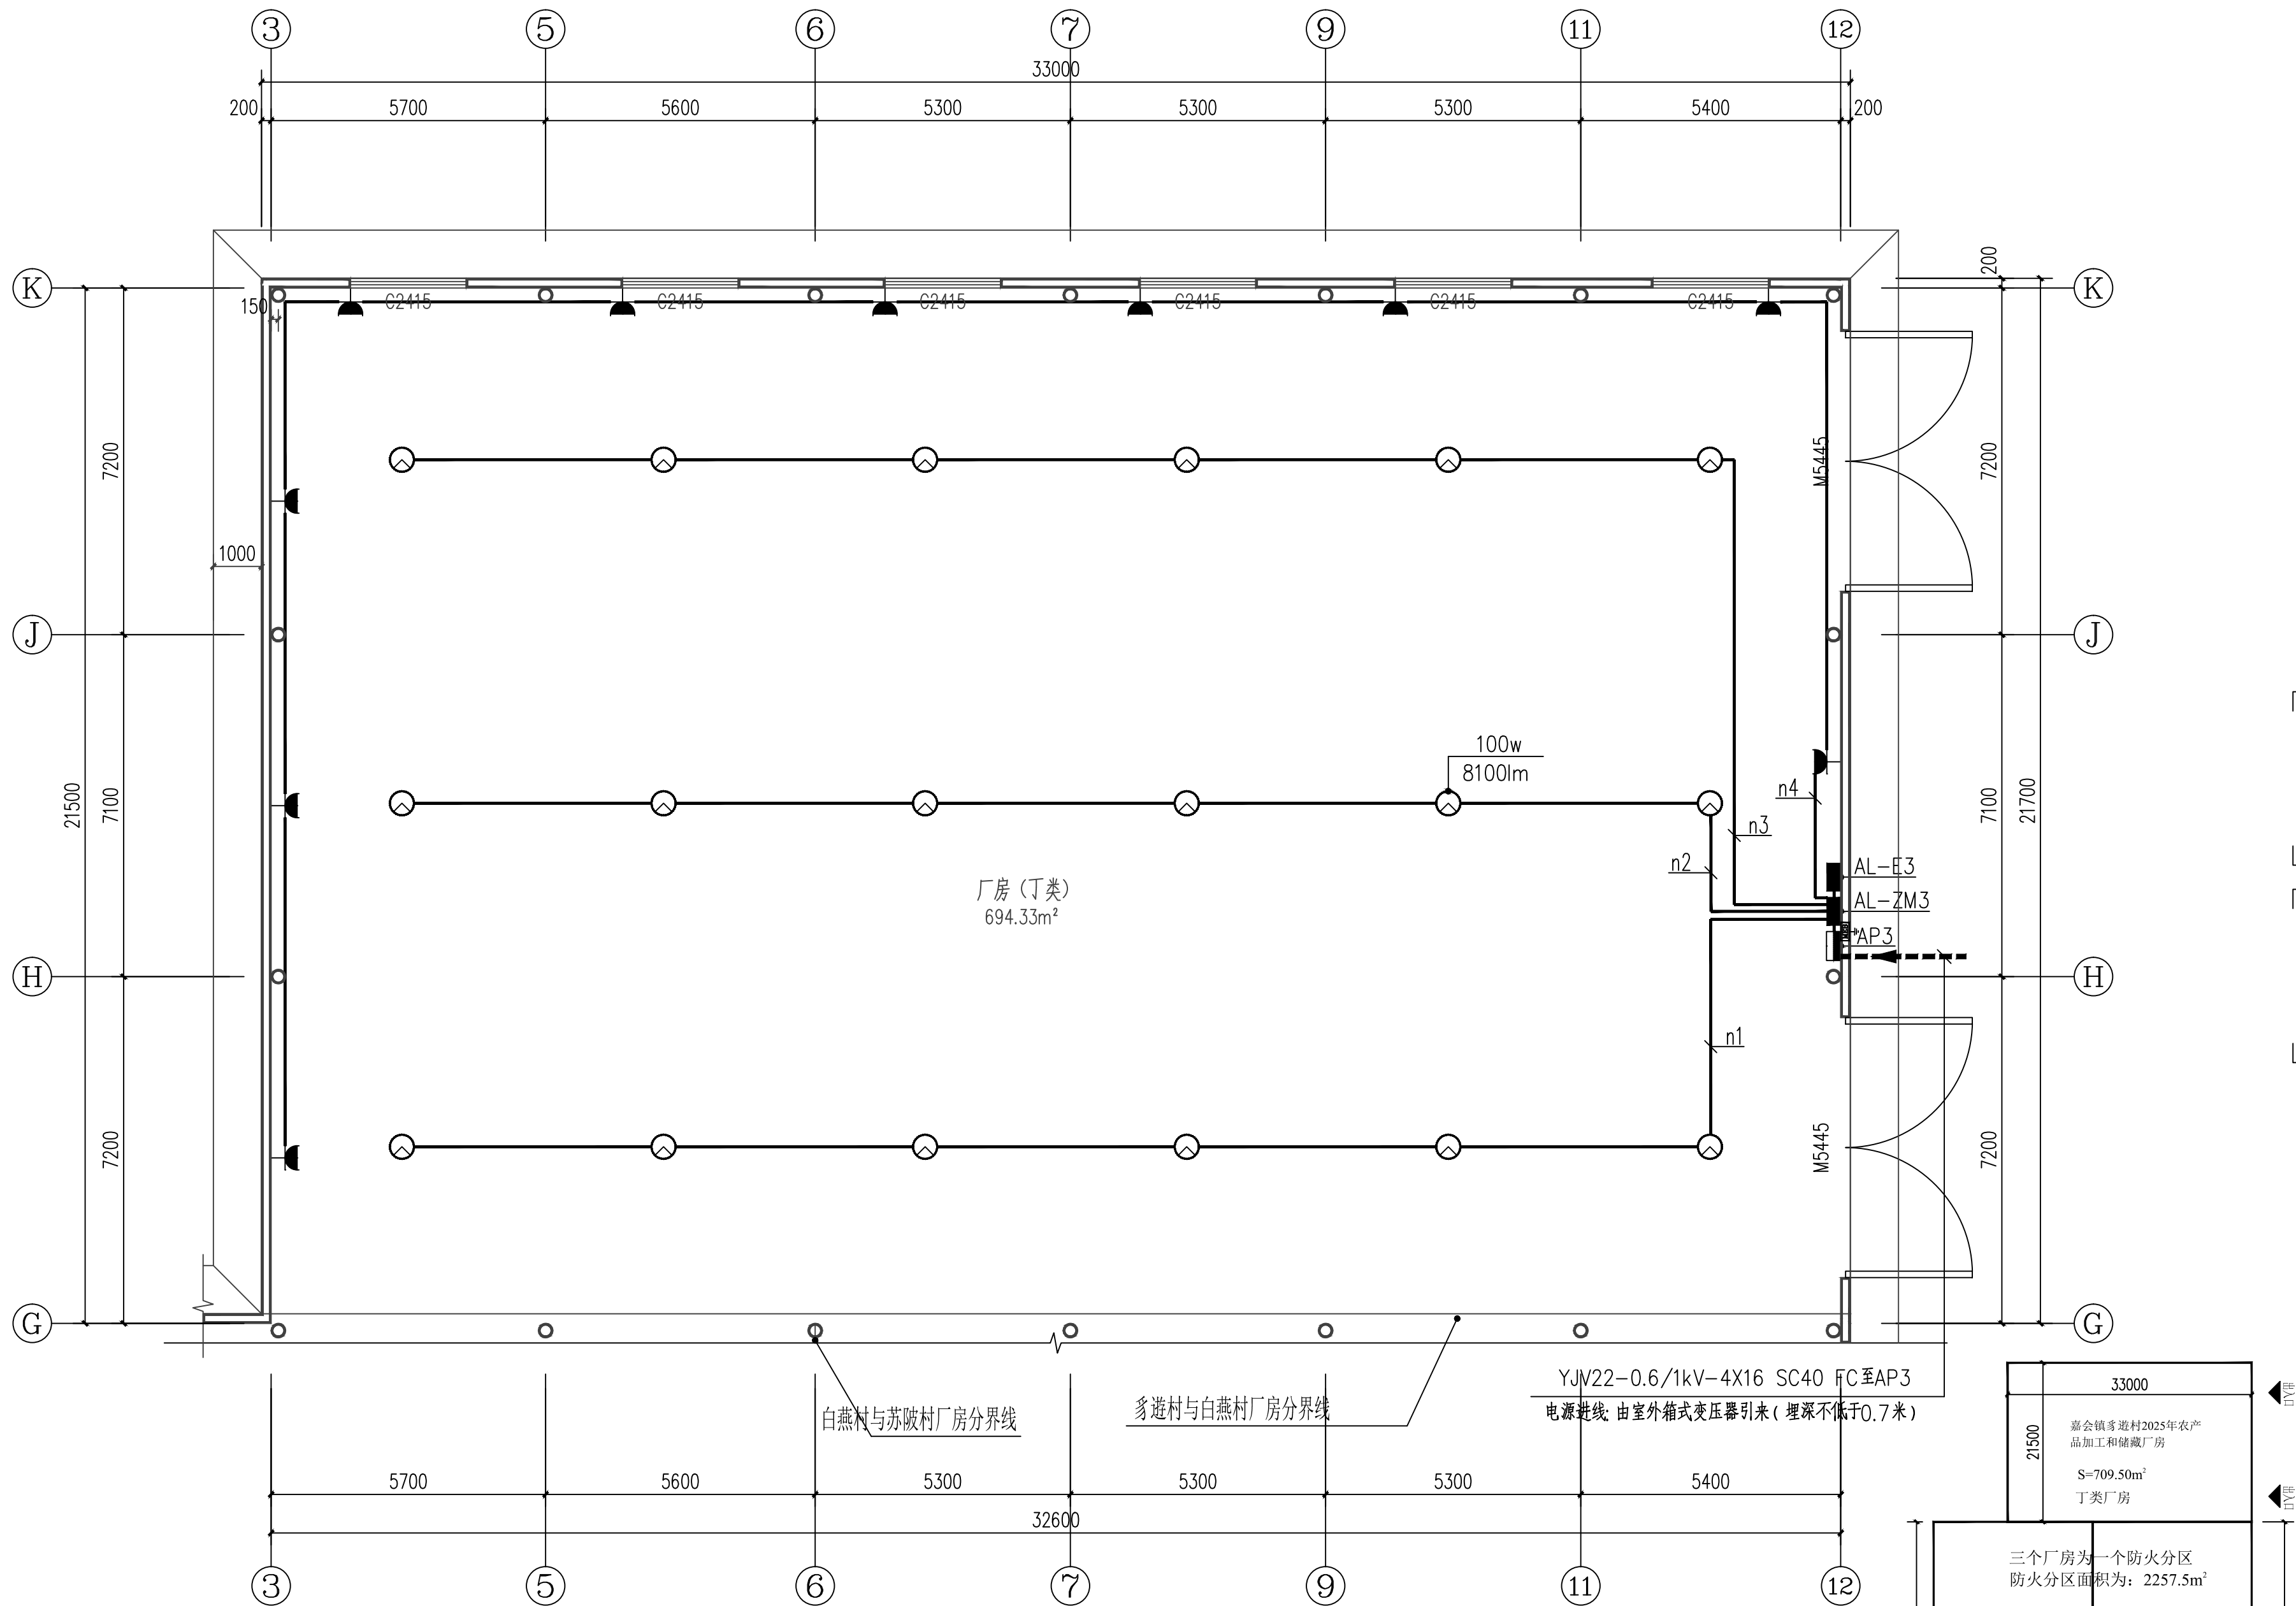 3 5 6 7 9 11 12
33000
200 5700 5600 5300 5300 5300 5400 200
K
200
K
150
C2415 C2415 C2415 C2415 C2415 C2415
7200
M5445
7200
1000
J
J
100w
8100lm
21500
7100
n4
7100
21700
n3
n2
AL-E3
厂房（丁类）
694.33m²
AL-ZM3
AP3
H
H
n1
7200
M5445
7200
G
G
YJV22-0.6/1kV-4X16 SC40 FC至AP3
电源进线: 由室外箱式变压器引来（埋深不低于0.7米）
白燕村与苏陂村厂房分界线
豸遊村与白燕村厂房分界线
33000
21500
嘉会镇豸遊村2025年农产
品加工和储藏厂房
S=709.50m²
丁类厂房
出入口
出入口
5700 5600 5300 5300 5300 5400
32600
三个厂房为一个防火分区
防火分区面积为：2257.5m²
3 5 6 7 9 11 12